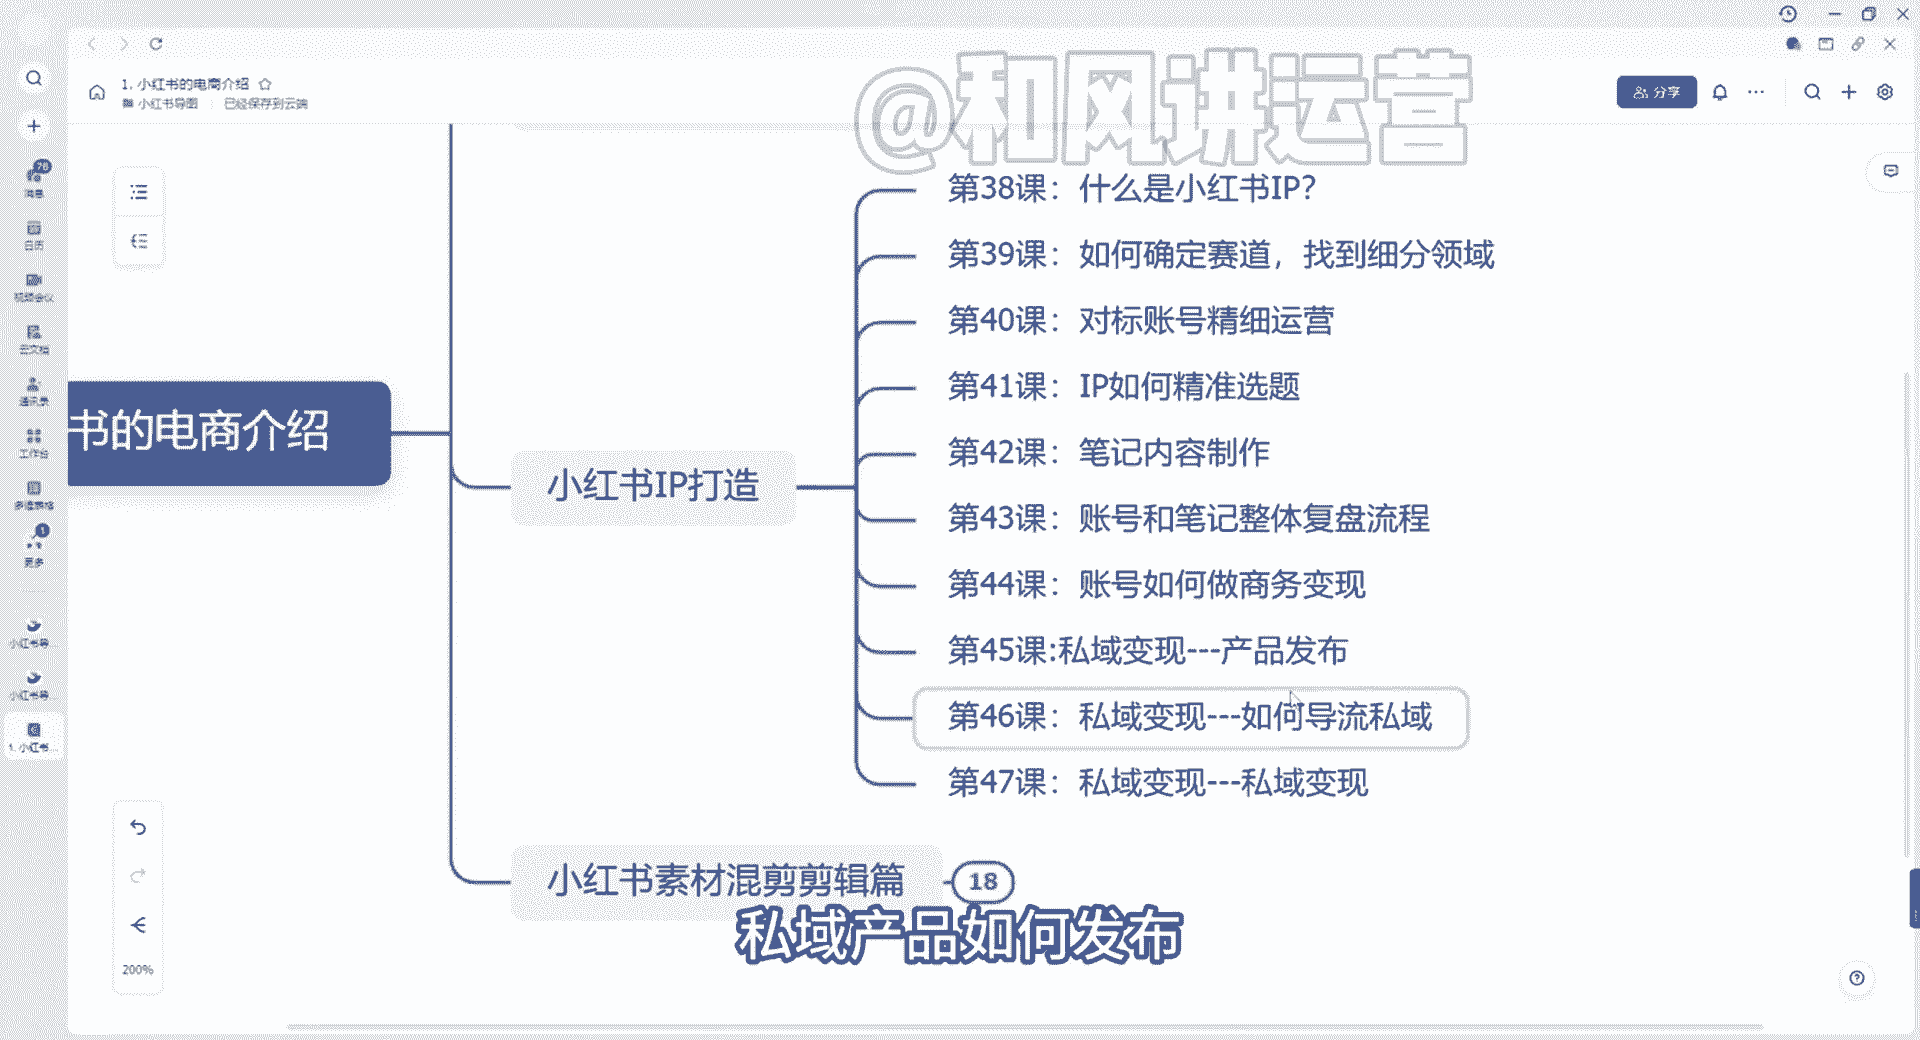 1. 小红书的电商介绍
小红书导图
已经保存到云端
分享
@和风讲运营
28
消息
日历
视频会议
云文档
通讯录
工作台
多维表格
1
更多
小红书导...
小红书导...
1. 小红书...
书的电商介绍
小红书IP打造
第38课：什么是小红书IP？
第39课：如何确定赛道，找到细分领域
第40课：对标账号精细运营
第41课：IP如何精准选题
第42课：笔记内容制作
第43课：账号和笔记整体复盘流程
第44课：账号如何做商务变现
第45课:私域变现---产品发布
第46课：私域变现---如何导流私域
第47课：私域变现---私域变现
小红书素材混剪剪辑篇
18
私域产品如何发布
200%